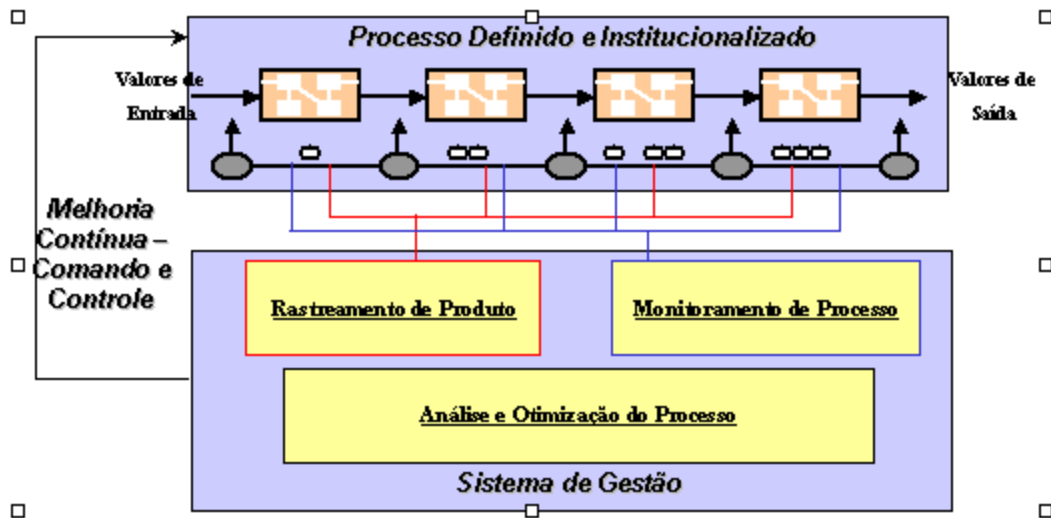 Processo Definido e Institucionalizado
Valores de
Entrada
Valores de
Saída
Melhoria
Contínua –
Comando e
Controle
Rastreamento de Produto
Monitoramento de Processo
Análise e Otimização do Processo
Sistema de Gestão